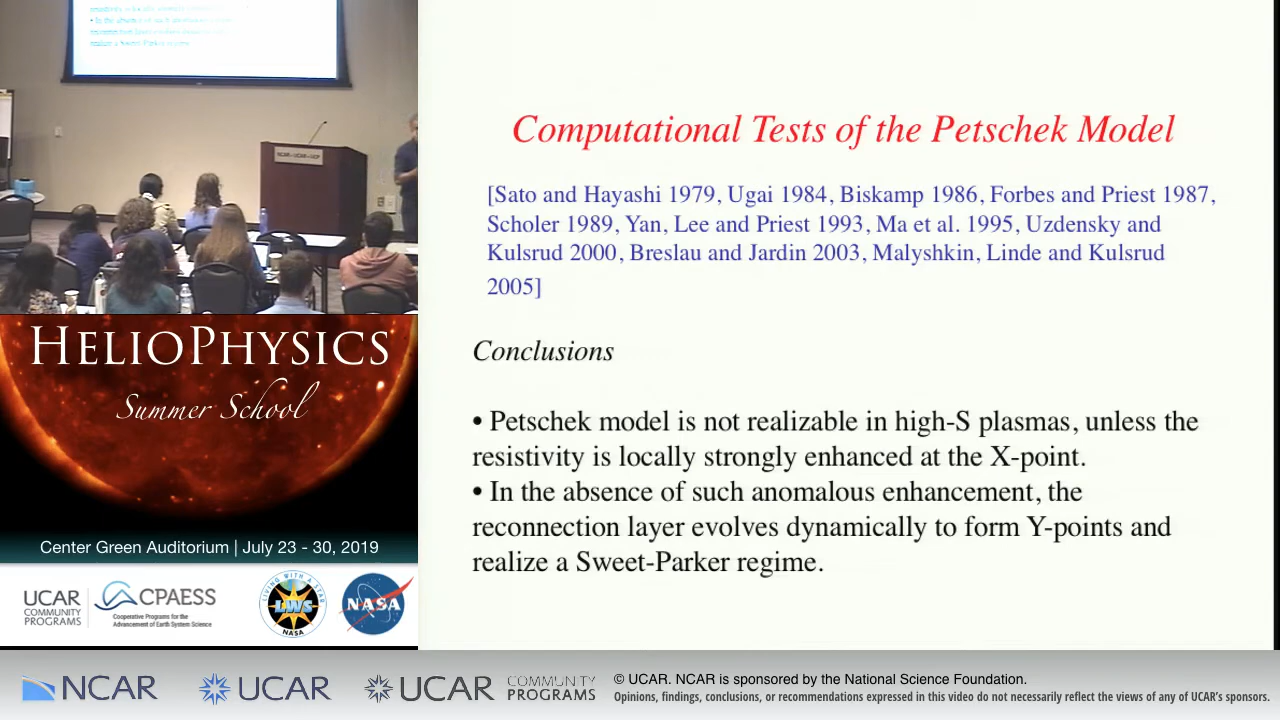 Computational Tests of the Petschek Model
[Sato and Hayashi 1979, Ugai 1984, Biskamp 1986, Forbes and Priest 1987,
Scholer 1989, Yan, Lee and Priest 1993, Ma et al. 1995, Uzdensky and
Kulsrud 2000, Breslau and Jardin 2003, Malyshkin, Linde and Kulsrud
2005]
Conclusions
• Petschek model is not realizable in high-S plasmas, unless the
resistivity is locally strongly enhanced at the X-point.
• In the absence of such anomalous enhancement, the
reconnection layer evolves dynamically to form Y-points and
realize a Sweet-Parker regime.
HELIOPHYSICS
Summer School
Center Green Auditorium | July 23 - 30, 2019
UCAR
COMMUNITY
PROGRAMS
CPAESS
Cooperative Programs for the
Advancement of Earth System Science
LIVING WITH A STAR
LWS
NASA
NASA
NCAR
UCAR
UCAR
COMMUNITY
PROGRAMS
© UCAR. NCAR is sponsored by the National Science Foundation.
Opinions, findings, conclusions, or recommendations expressed in this video do not necessarily reflect the views of any of UCAR's sponsors.